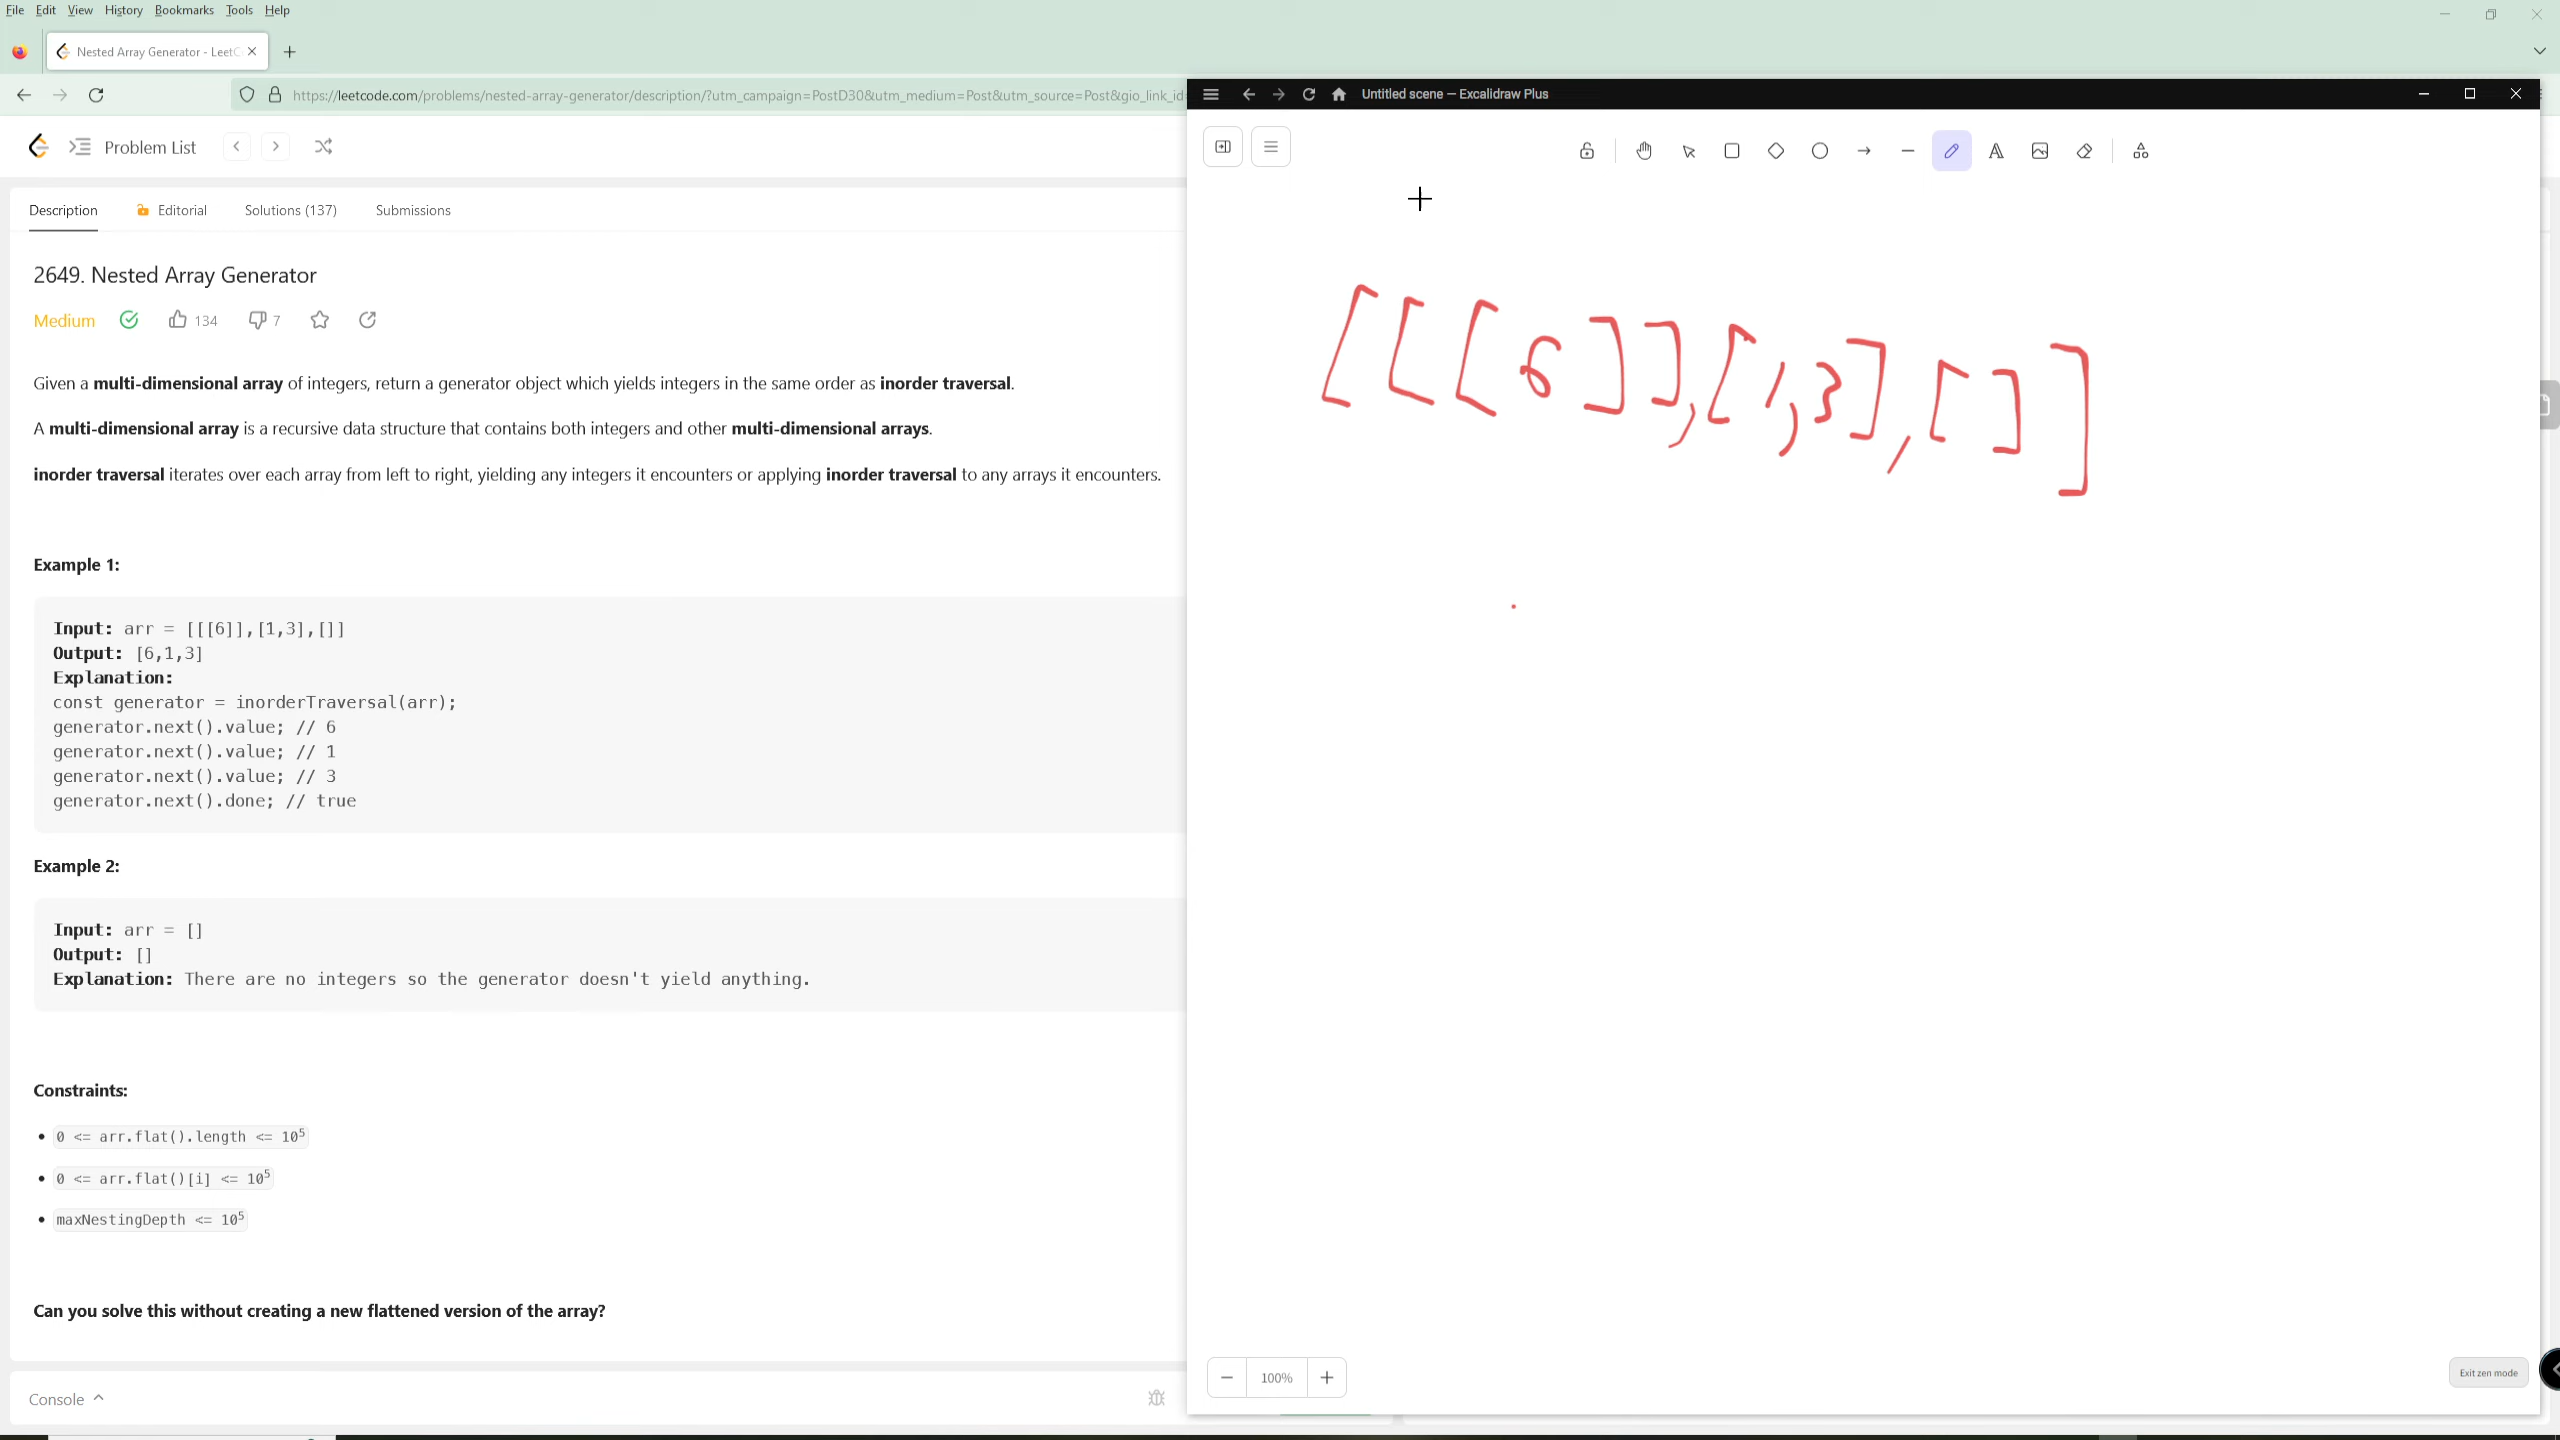 File Edit View History Bookmarks Tools Help
Nested Array Generator - LeetC
https://leetcode.com/problems/nested-array-generator/description/?utm_campaign=PostD30&utm_medium=Post&utm_source=Post&gio_link_id
Untitled scene — Excalidraw Plus
Problem List
Description Editorial Solutions (137) Submissions
2649. Nested Array Generator
Medium 134 7
Given a multi-dimensional array of integers, return a generator object which yields integers in the same order as inorder traversal.
A multi-dimensional array is a recursive data structure that contains both integers and other multi-dimensional arrays.
inorder traversal iterates over each array from left to right, yielding any integers it encounters or applying inorder traversal to any arrays it encounters.
Example 1:
Input: arr = [[[6]],[1,3],[]]
Output: [6,1,3]
Explanation:
const generator = inorderTraversal(arr);
generator.next().value; // 6
generator.next().value; // 1
generator.next().value; // 3
generator.next().done; // true
Example 2:
Input: arr = []
Output: []
Explanation: There are no integers so the generator doesn't yield anything.
Constraints:
0 <= arr.flat().length <= 10⁵
0 <= arr.flat()[i] <= 10⁵
maxNestingDepth <= 10⁵
Can you solve this without creating a new flattened version of the array?
Console
[[[6]],[1,3],[]]
100%
Exit zen mode